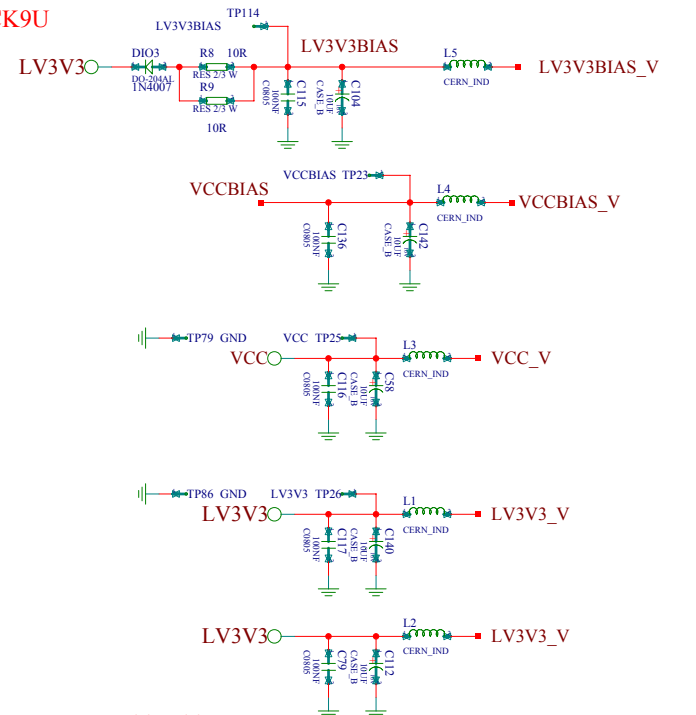 CK9U
TP114
LV3V3BIAS
LV3V3BIAS
LV3V3
DIO3
DO-204AL
1N4007
R8 10R
RES 2/3 W
R9
RES 2/3 W
10R
C115
100NF
C0805
C104
10UF
CASE_B
L5
CERN_IND
LV3V3BIAS_V
VCCBIAS TP23
VCCBIAS
C136
100NF
C0805
C142
10UF
CASE_B
L4
CERN_IND
VCCBIAS_V
TP79 GND
VCC TP25
VCC
C116
100NF
C0805
C58
10UF
CASE_B
L3
CERN_IND
VCC_V
TP86 GND
LV3V3 TP26
LV3V3
C117
100NF
C0805
C140
10UF
CASE_B
L1
CERN_IND
LV3V3_V
LV3V3
C79
100NF
C0805
C112
10UF
CASE_B
L2
CERN_IND
LV3V3_V